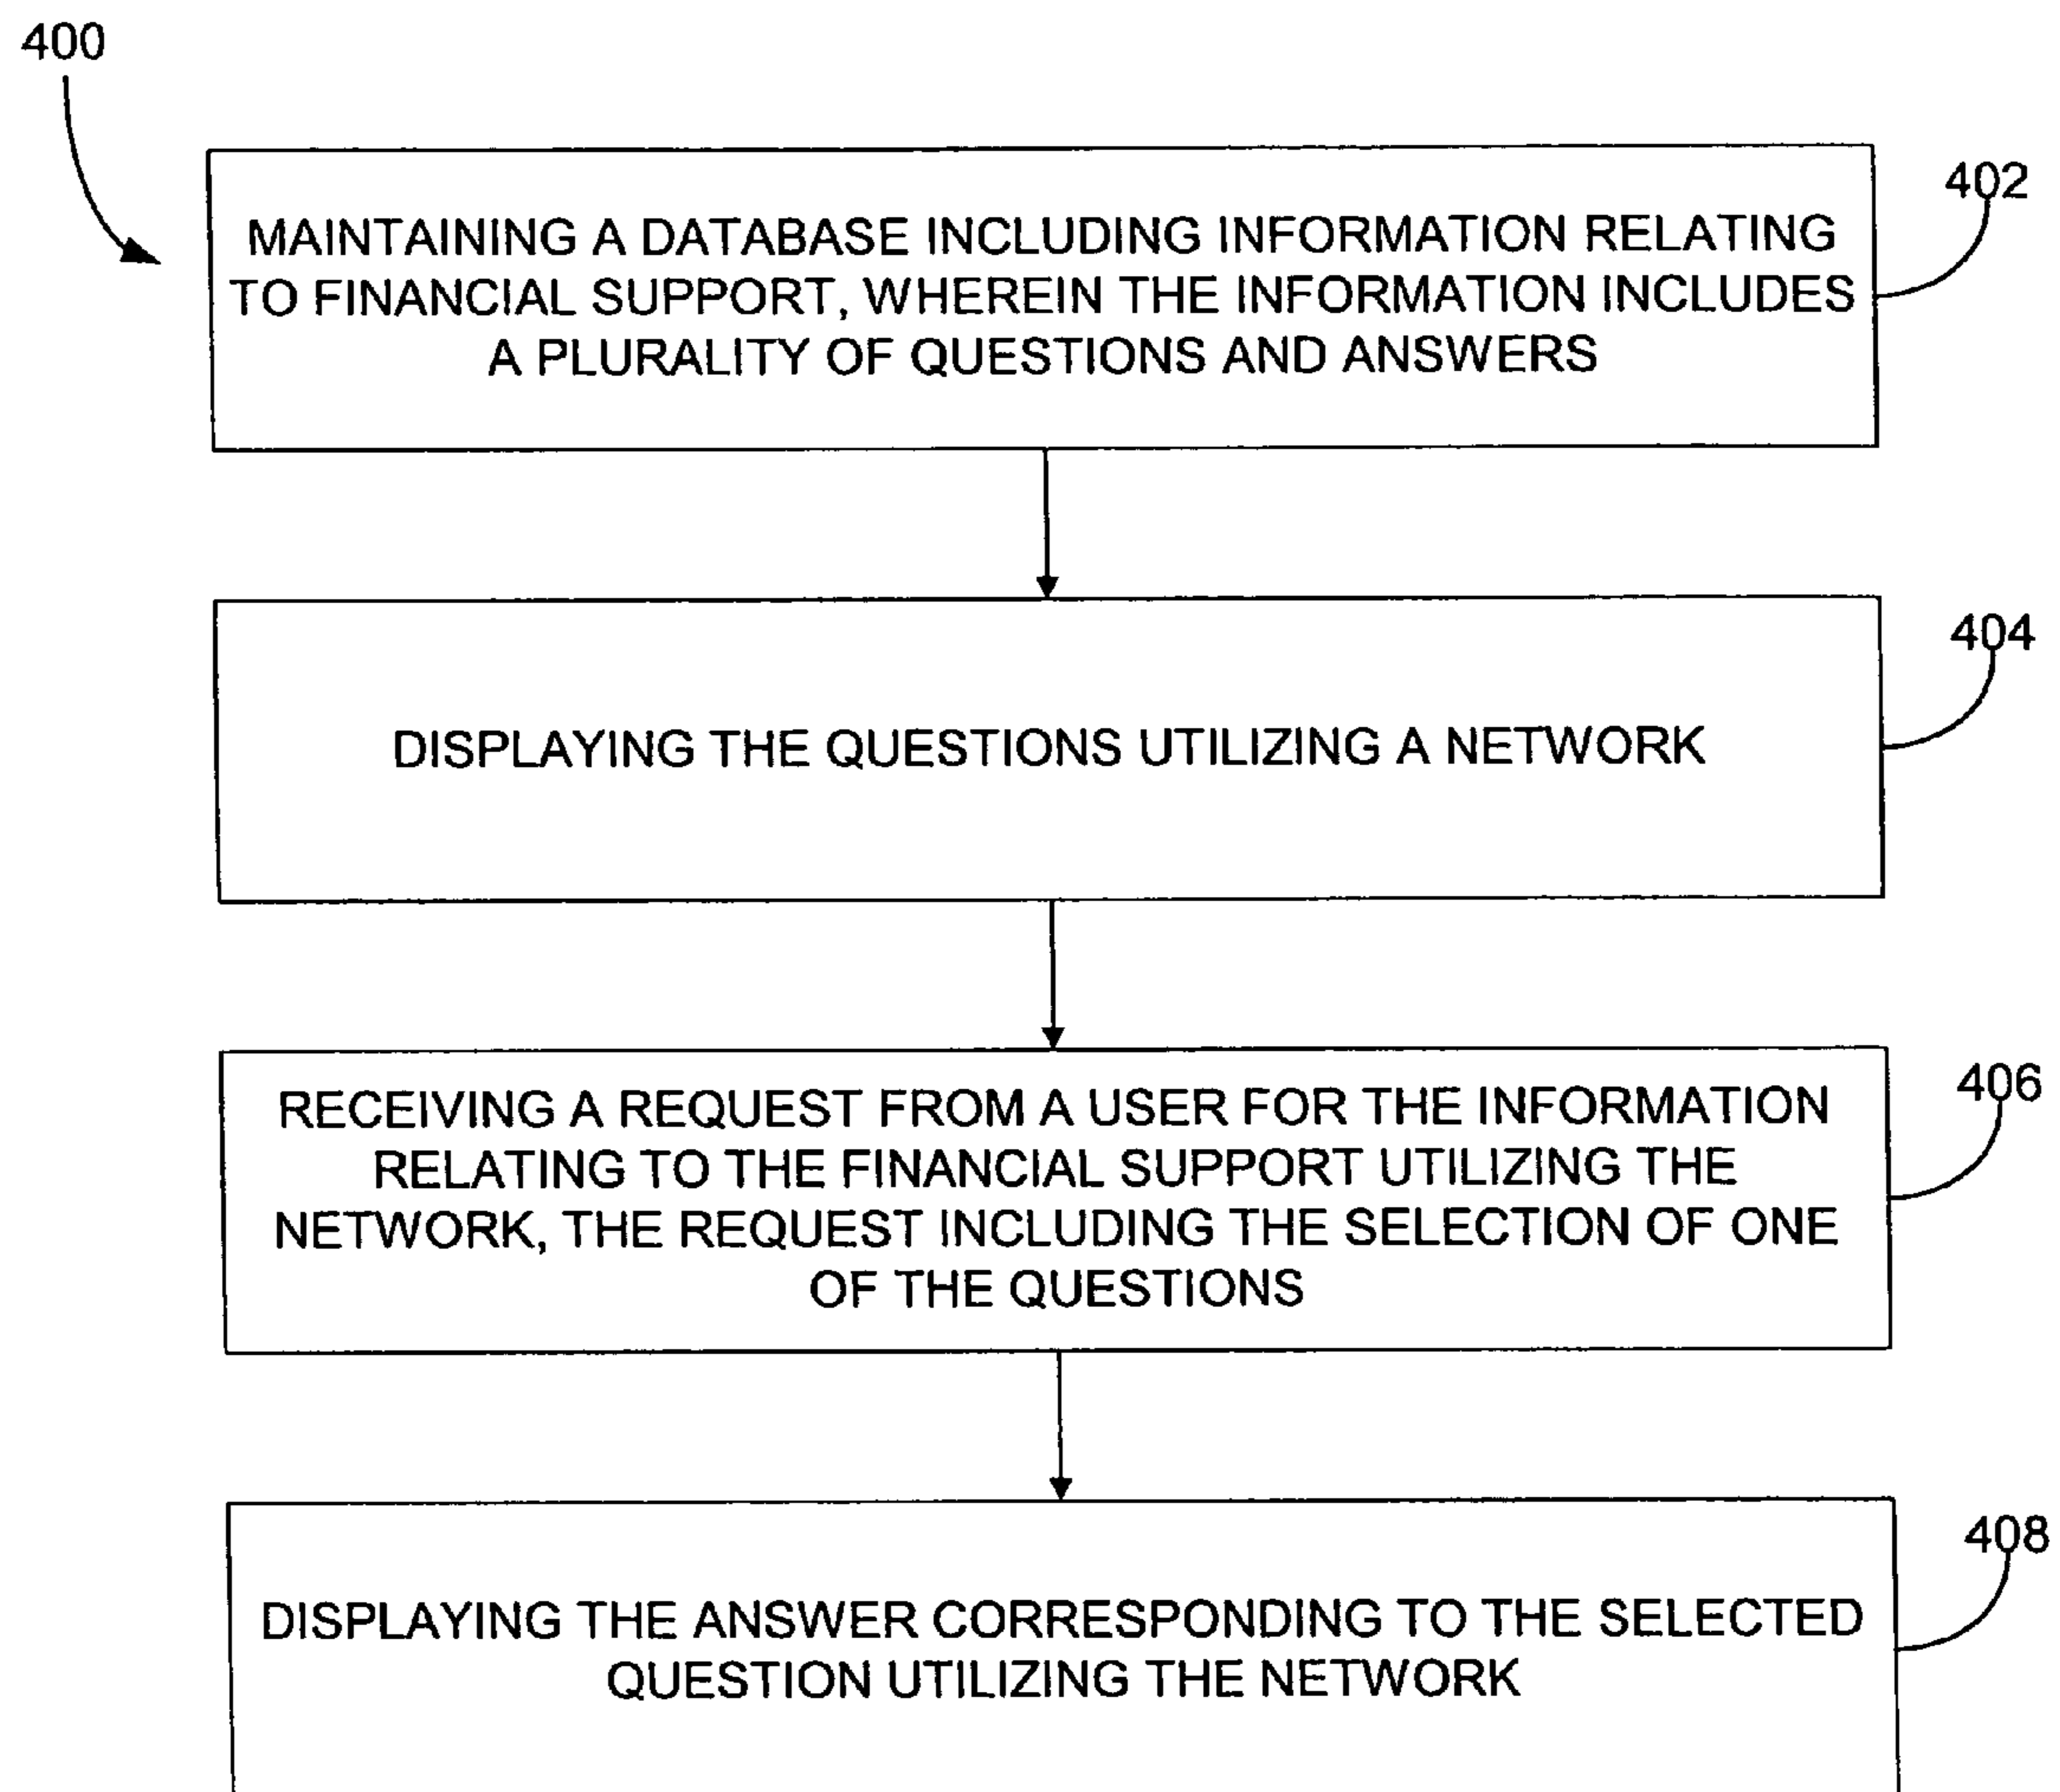 400
402
MAINTAINING A DATABASE INCLUDING INFORMATION RELATING
TO FINANCIAL SUPPORT, WHEREIN THE INFORMATION INCLUDES
A PLURALITY OF QUESTIONS AND ANSWERS
404
DISPLAYING THE QUESTIONS UTILIZING A NETWORK
406
RECEIVING A REQUEST FROM A USER FOR THE INFORMATION
RELATING TO THE FINANCIAL SUPPORT UTILIZING THE
NETWORK, THE REQUEST INCLUDING THE SELECTION OF ONE
OF THE QUESTIONS
408
DISPLAYING THE ANSWER CORRESPONDING TO THE SELECTED
QUESTION UTILIZING THE NETWORK